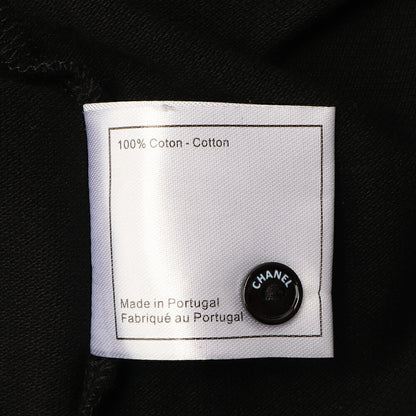 100% Coton - Cotton
CHANEL
Made in Portugal
Fabriqué au Portugal